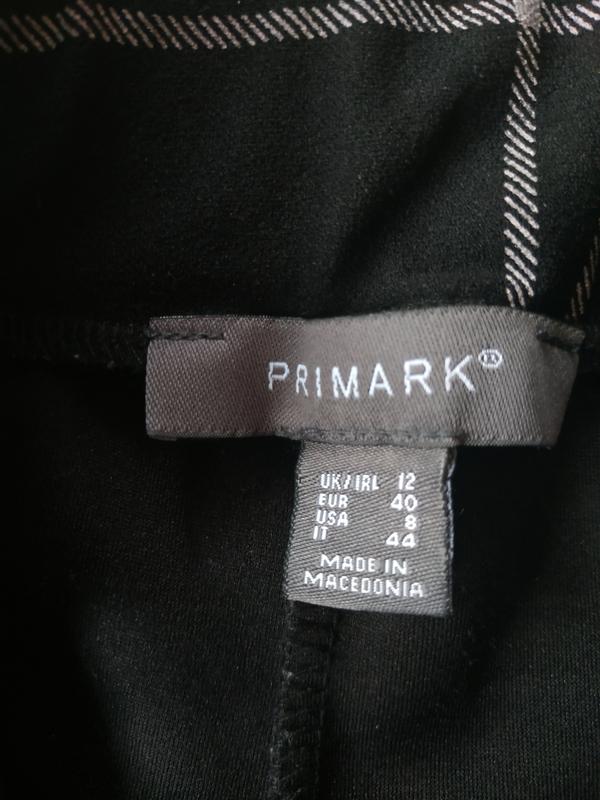 PRIMARK®
UK/IRL 12
EUR 40
USA 8
IT 44
MADE IN
MACEDONIA